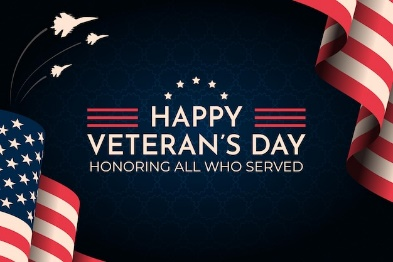 HAPPY
VETERAN'S DAY
HONORING ALL WHO SERVED